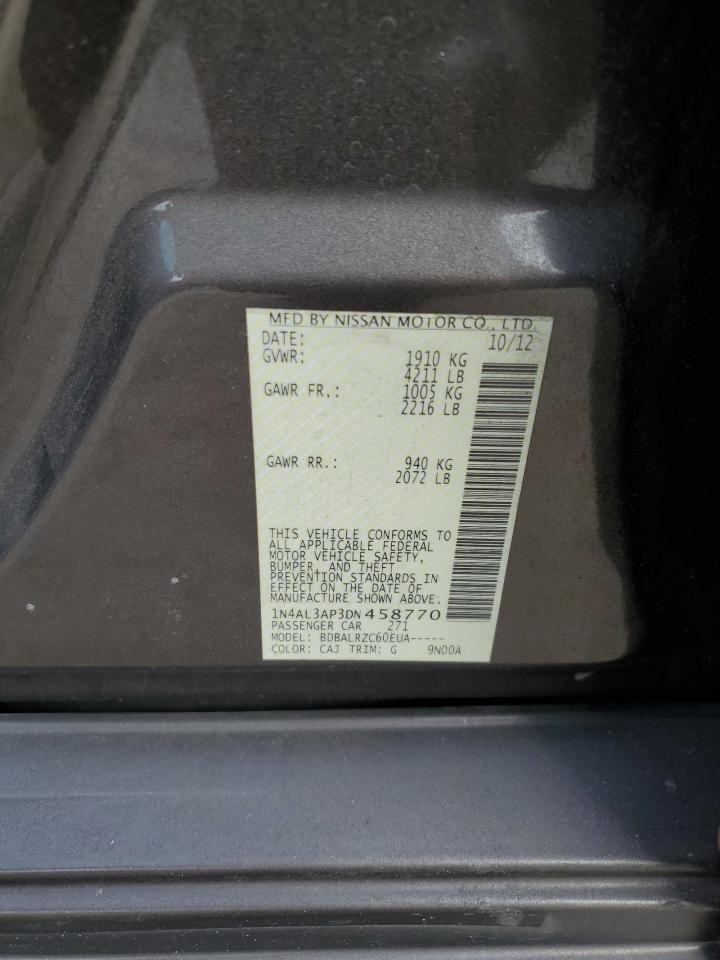 MFD BY NISSAN MOTOR CO., LTD.
DATE: 10/12
GVWR: 1910 KG
4211 LB
GAWR FR.: 1005 KG
2216 LB
GAWR RR.: 940 KG
2072 LB
THIS VEHICLE CONFORMS TO
ALL APPLICABLE FEDERAL
MOTOR VEHICLE SAFETY,
BUMPER, AND THEFT
PREVENTION STANDARDS IN
EFFECT ON THE DATE OF
MANUFACTURE SHOWN ABOVE.
1N4AL3AP3DN458770
PASSENGER CAR 271
MODEL: BDBALRZC60EUA-----
COLOR: CAJ TRIM: G 9N00A